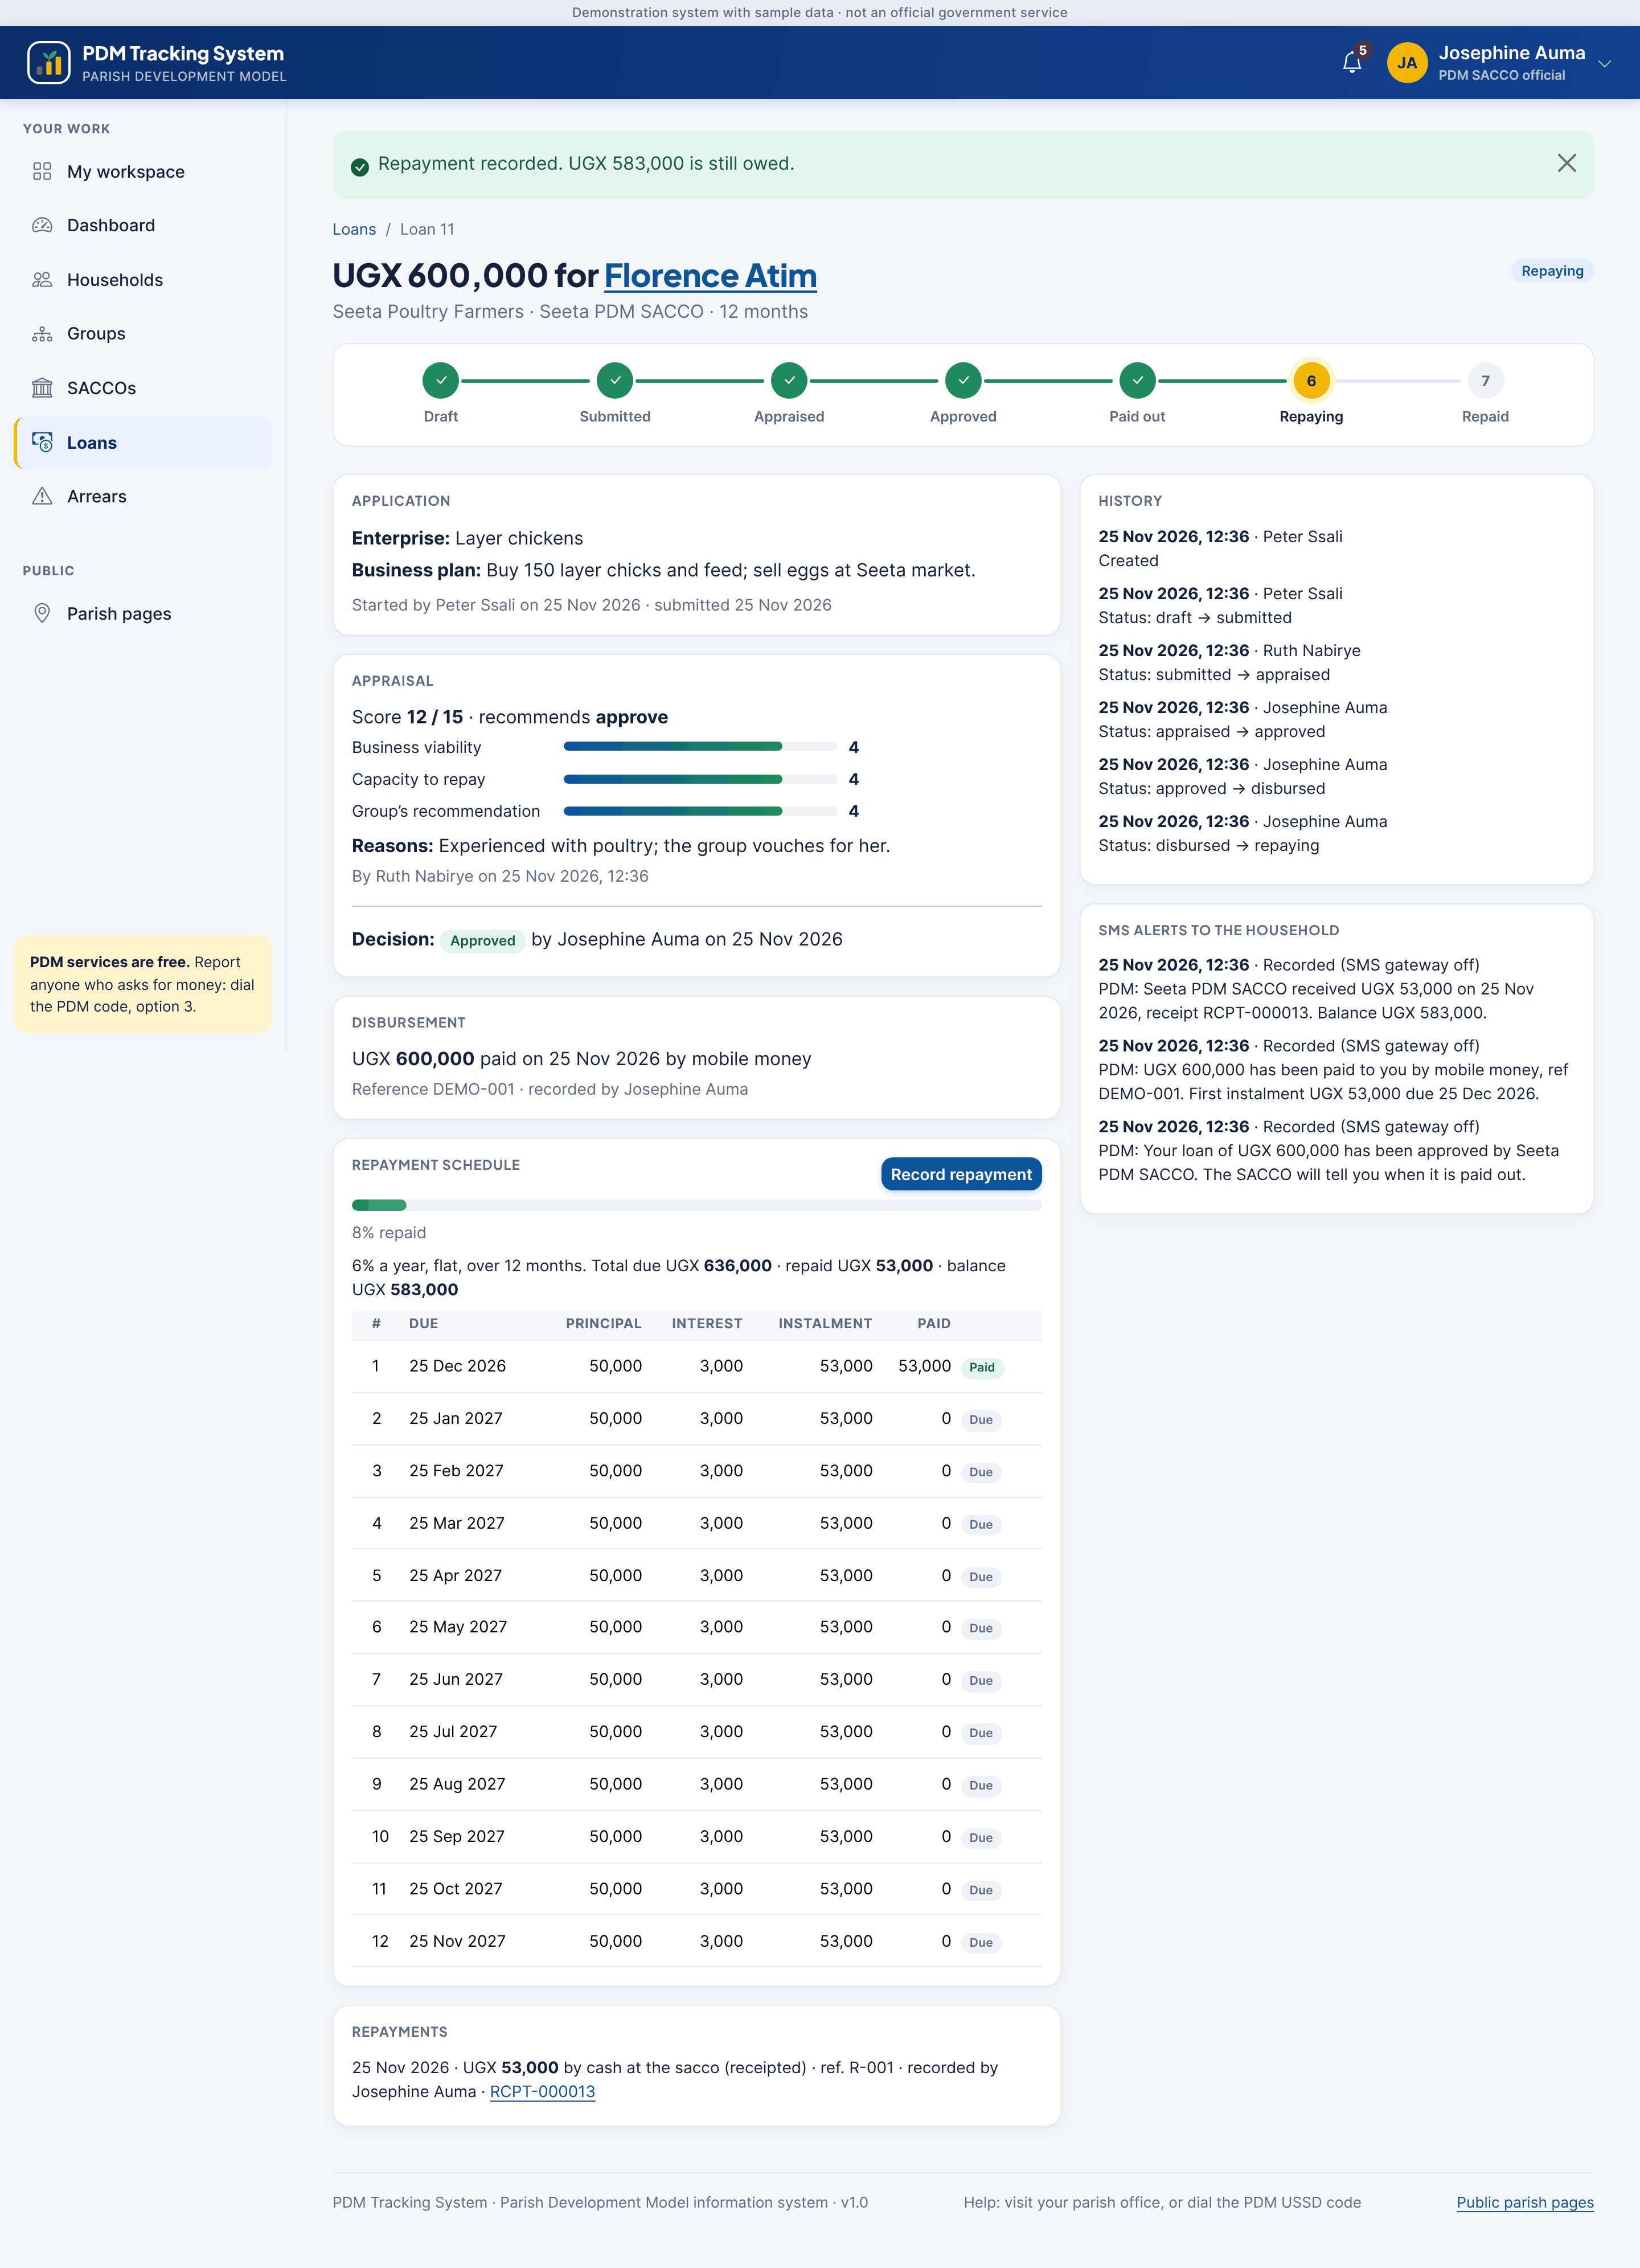 Demonstration system with sample data · not an official government service
PDM Tracking System
PARISH DEVELOPMENT MODEL
5
JA
Josephine Auma
PDM SACCO official
YOUR WORK
My workspace
Dashboard
Households
Groups
SACCOs
Loans
Arrears
PUBLIC
Parish pages
PDM services are free. Report
anyone who asks for money: dial
the PDM code, option 3.
Repayment recorded. UGX 583,000 is still owed.
Loans / Loan 11
UGX 600,000 for Florence Atim
Repaying
Seeta Poultry Farmers · Seeta PDM SACCO · 12 months
6 7
Draft Submitted Appraised Approved Paid out Repaying Repaid
APPLICATION
Enterprise: Layer chickens
Business plan: Buy 150 layer chicks and feed; sell eggs at Seeta market.
Started by Peter Ssali on 25 Nov 2026 · submitted 25 Nov 2026
APPRAISAL
Score 12 / 15 · recommends approve
Business viability 4
Capacity to repay 4
Group’s recommendation 4
Reasons: Experienced with poultry; the group vouches for her.
By Ruth Nabirye on 25 Nov 2026, 12:36
Decision: Approved by Josephine Auma on 25 Nov 2026
DISBURSEMENT
UGX 600,000 paid on 25 Nov 2026 by mobile money
Reference DEMO-001 · recorded by Josephine Auma
REPAYMENT SCHEDULE
Record repayment
8% repaid
6% a year, flat, over 12 months. Total due UGX 636,000 · repaid UGX 53,000 · balance
UGX 583,000
# DUE PRINCIPAL INTEREST INSTALMENT PAID
1 25 Dec 2026 50,000 3,000 53,000 53,000 Paid
2 25 Jan 2027 50,000 3,000 53,000 0 Due
3 25 Feb 2027 50,000 3,000 53,000 0 Due
4 25 Mar 2027 50,000 3,000 53,000 0 Due
5 25 Apr 2027 50,000 3,000 53,000 0 Due
6 25 May 2027 50,000 3,000 53,000 0 Due
7 25 Jun 2027 50,000 3,000 53,000 0 Due
8 25 Jul 2027 50,000 3,000 53,000 0 Due
9 25 Aug 2027 50,000 3,000 53,000 0 Due
10 25 Sep 2027 50,000 3,000 53,000 0 Due
11 25 Oct 2027 50,000 3,000 53,000 0 Due
12 25 Nov 2027 50,000 3,000 53,000 0 Due
REPAYMENTS
25 Nov 2026 · UGX 53,000 by cash at the sacco (receipted) · ref. R-001 · recorded by
Josephine Auma · RCPT-000013
HISTORY
25 Nov 2026, 12:36 · Peter Ssali
Created
25 Nov 2026, 12:36 · Peter Ssali
Status: draft → submitted
25 Nov 2026, 12:36 · Ruth Nabirye
Status: submitted → appraised
25 Nov 2026, 12:36 · Josephine Auma
Status: appraised → approved
25 Nov 2026, 12:36 · Josephine Auma
Status: approved → disbursed
25 Nov 2026, 12:36 · Josephine Auma
Status: disbursed → repaying
SMS ALERTS TO THE HOUSEHOLD
25 Nov 2026, 12:36 · Recorded (SMS gateway off)
PDM: Seeta PDM SACCO received UGX 53,000 on 25 Nov
2026, receipt RCPT-000013. Balance UGX 583,000.
25 Nov 2026, 12:36 · Recorded (SMS gateway off)
PDM: UGX 600,000 has been paid to you by mobile money, ref
DEMO-001. First instalment UGX 53,000 due 25 Dec 2026.
25 Nov 2026, 12:36 · Recorded (SMS gateway off)
PDM: Your loan of UGX 600,000 has been approved by Seeta
PDM SACCO. The SACCO will tell you when it is paid out.
PDM Tracking System · Parish Development Model information system · v1.0
Help: visit your parish office, or dial the PDM USSD code
Public parish pages